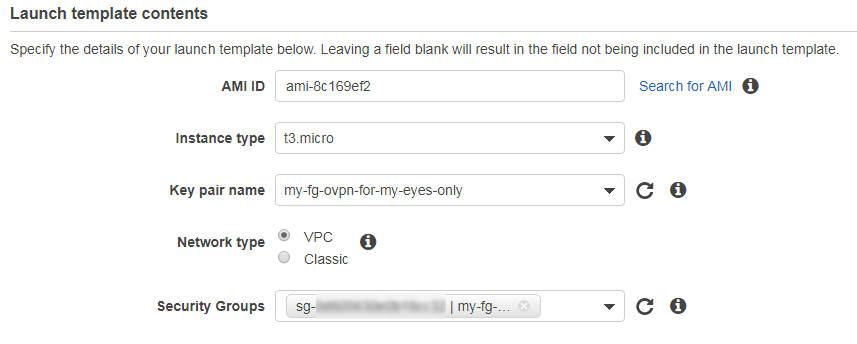 Launch template contents
Specify the details of your launch template below. Leaving a field blank will result in the field not being included in the launch template.
AMI ID ami-8c169ef2 Search for AMI
Instance type t3.micro
Key pair name my-fg-ovpn-for-my-eyes-only
Network type VPC
Classic
Security Groups sg- | my-fg-...